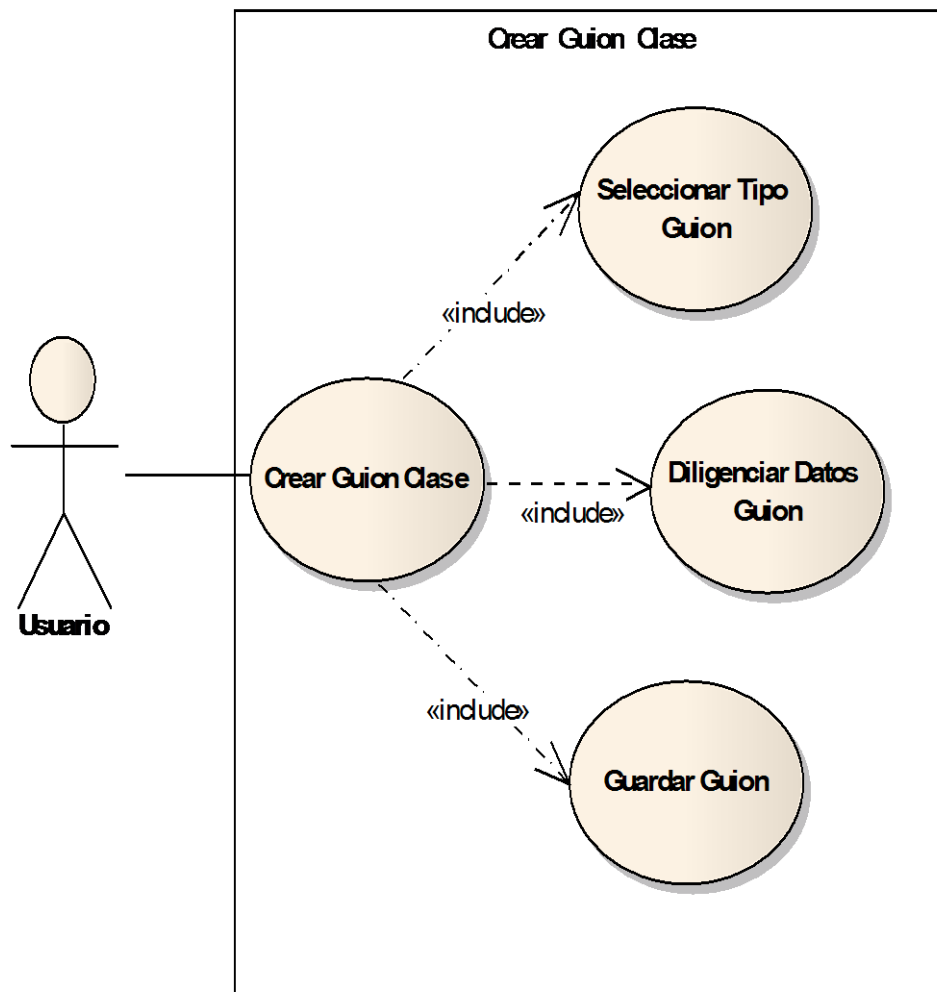 Crear Guion Clase
Seleccionar Tipo
Guion
«include»
Crear Guion Clase
Diligenciar Datos
Guion
«include»
Usuario
«include»
Guardar Guion